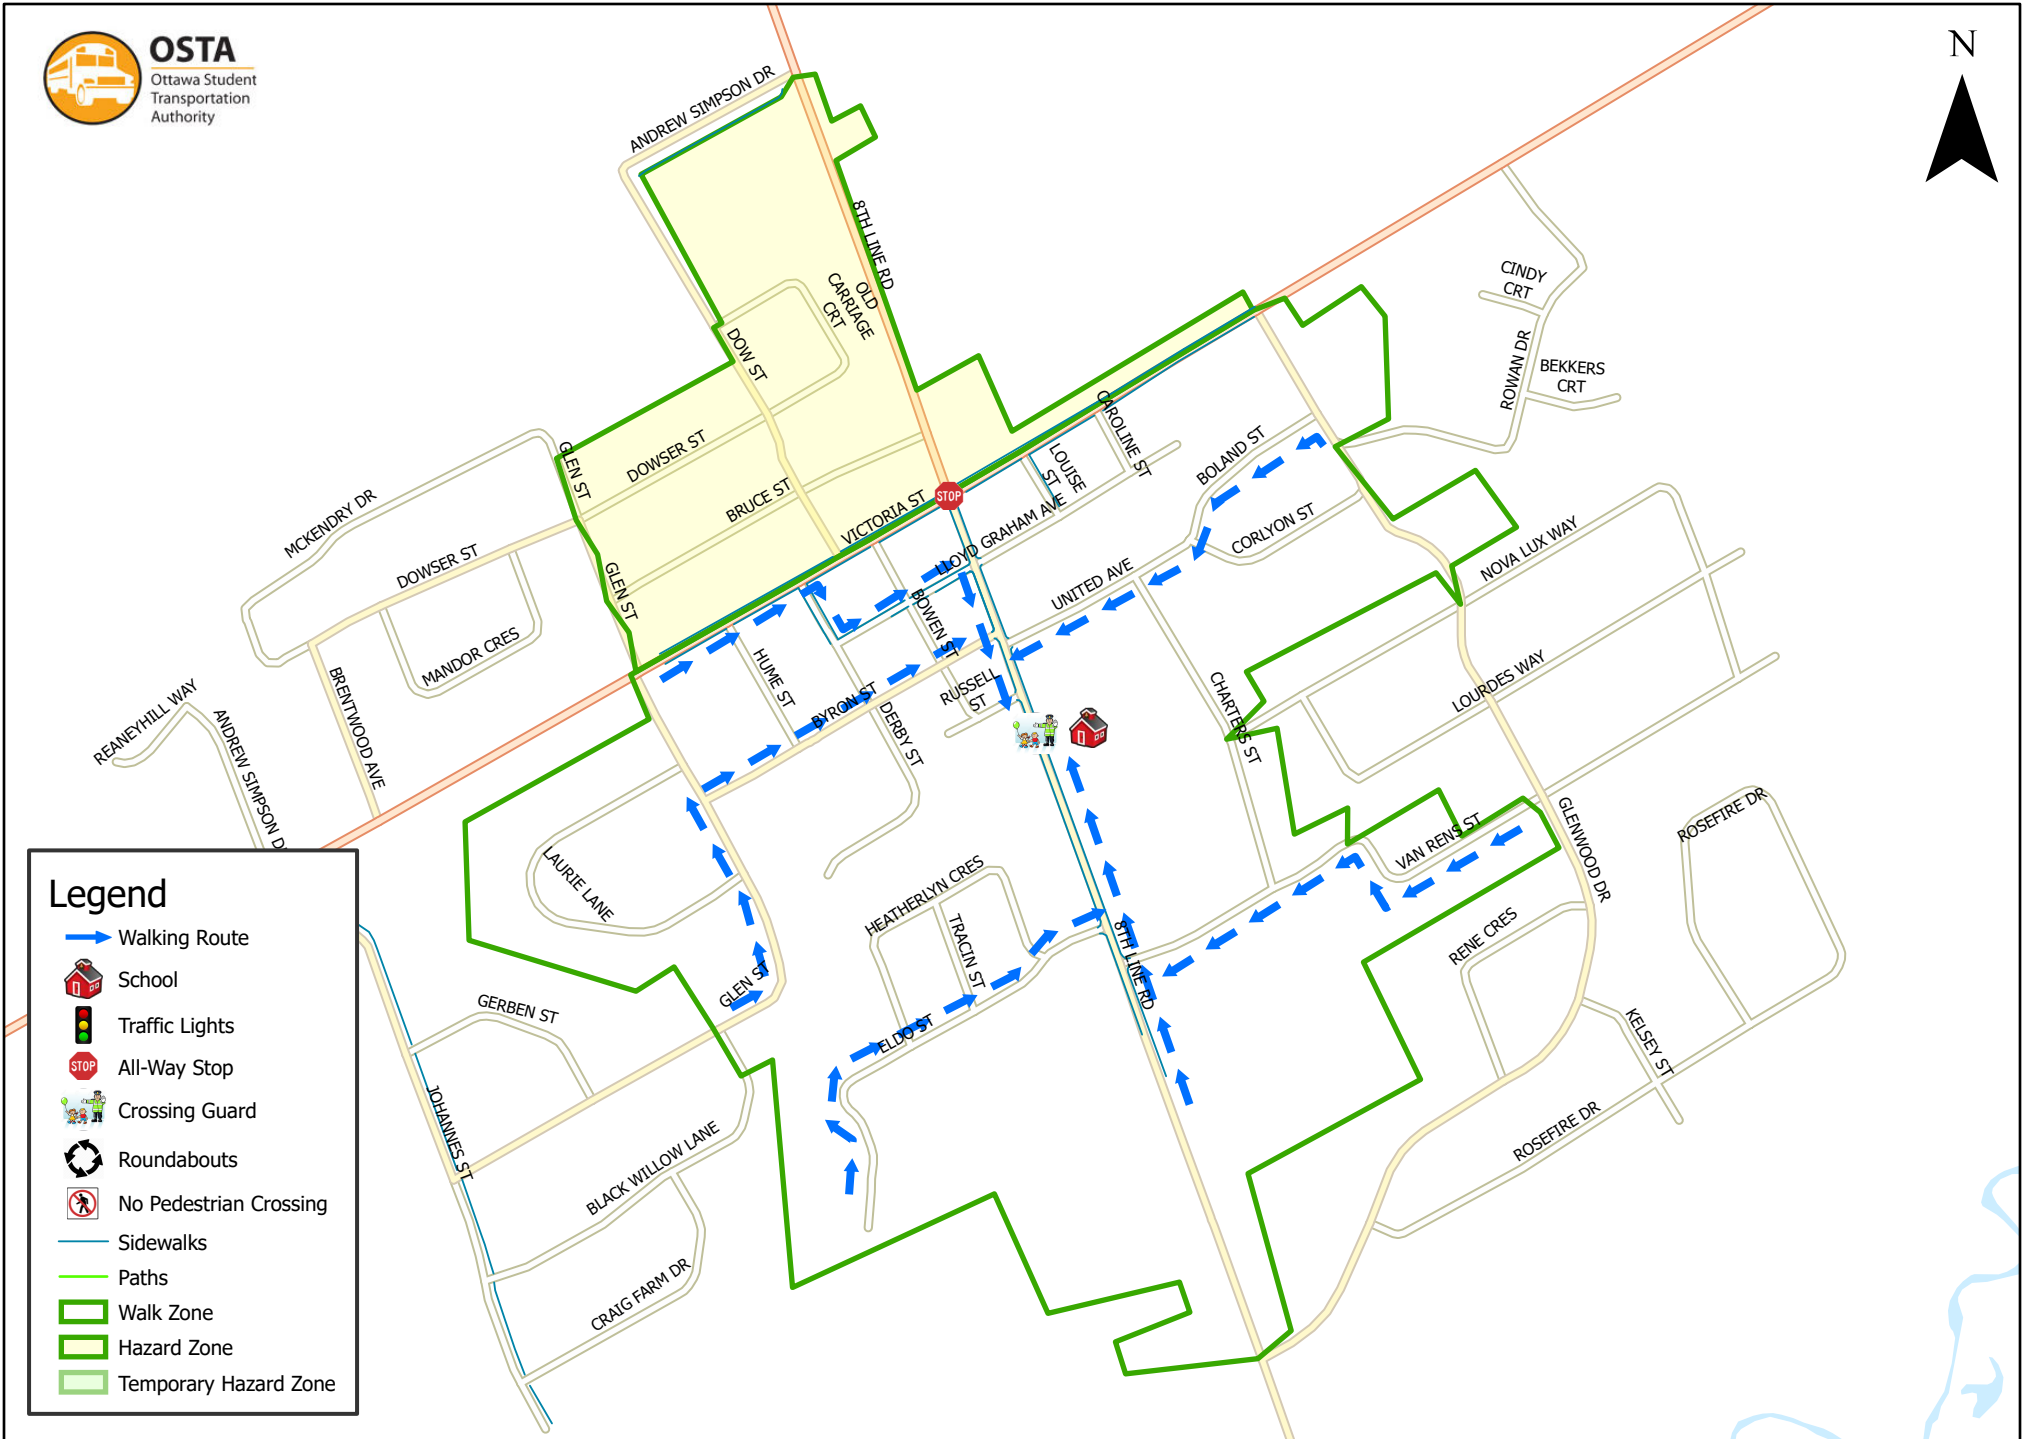 OSTA
Ottawa Student
Transportation
Authority
N
ANDREW SIMPSON DR
8TH LINE RD
OLD
CARRIAGE
CRT
DOW ST
CINDY
CRT
ROWAN DR
BEKKERS
CRT
GLEN ST
DOWSER ST
BRUCE ST
VICTORIA ST
STOP
LOUISE
ST
CAROLINE ST
BOLAND ST
CORLYON ST
MCKENDRY DR
DOWSER ST
GLEN ST
LLOYD GRAHAM AVE
UNITED AVE
NOVA LUX WAY
MANDOR CRES
BRENTWOOD AVE
HUME ST
BOWEN ST
BYRON ST
RUSSELL
ST
DERBY ST
CHARTERS ST
LOURDES WAY
REANEYHILL WAY
ANDREW SIMPSON DR
LAURIE LANE
HEATHERLYN CRES
TRACIN ST
8TH LINE RD
VAN RENS ST
GLENWOOD DR
ROSEFIRE DR
RENE CRES
GLEN ST
GERBEN ST
ELDO ST
KELSEY ST
JOHANNES ST
BLACK WILLOW LANE
ROSEFIRE DR
CRAIG FARM DR
Legend
Walking Route
School
Traffic Lights
STOP
All-Way Stop
Crossing Guard
Roundabouts
No Pedestrian Crossing
Sidewalks
Paths
Walk Zone
Hazard Zone
Temporary Hazard Zone